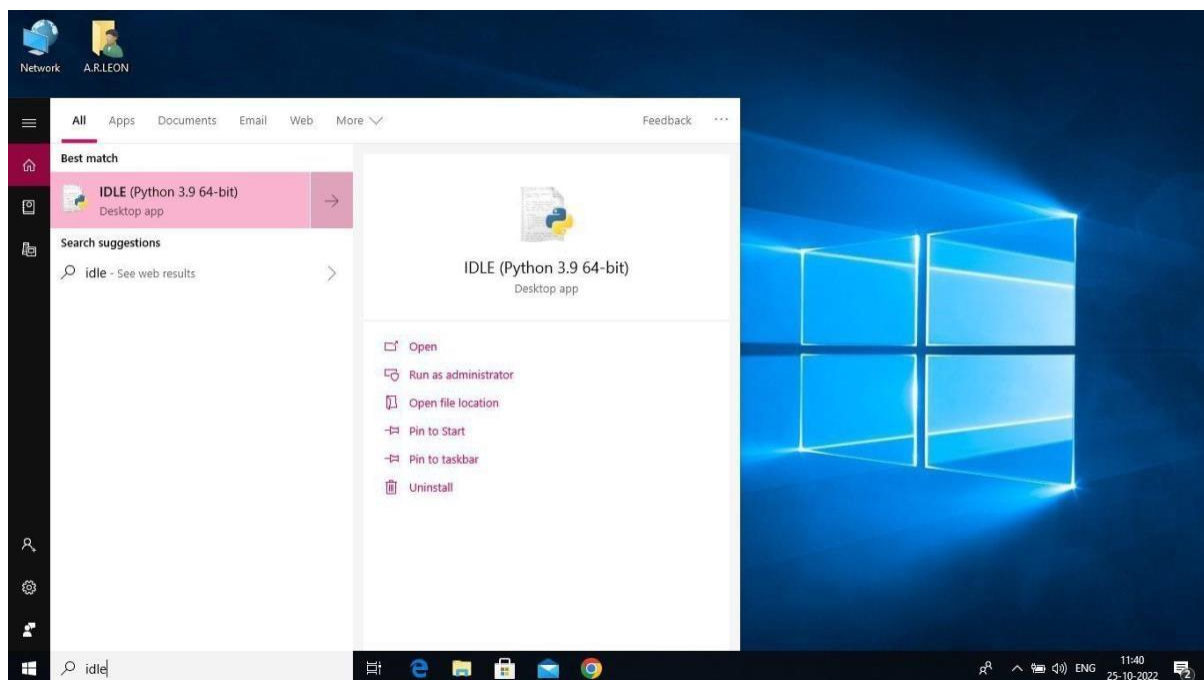 Network
A.R.LEON
All Apps Documents Email Web More Feedback ...
Best match
IDLE (Python 3.9 64-bit)
Desktop app
Search suggestions
idle - See web results
IDLE (Python 3.9 64-bit)
Desktop app
Open
Run as administrator
Open file location
Pin to Start
Pin to taskbar
Uninstall
idle
ENG
11:40
25-10-2022
2